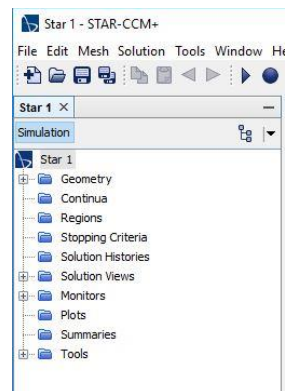 Star 1 - STAR-CCM+
File Edit Mesh Solution Tools Window He
Star 1
Simulation
Star 1
Geometry
Continua
Regions
Stopping Criteria
Solution Histories
Solution Views
Monitors
Plots
Summaries
Tools